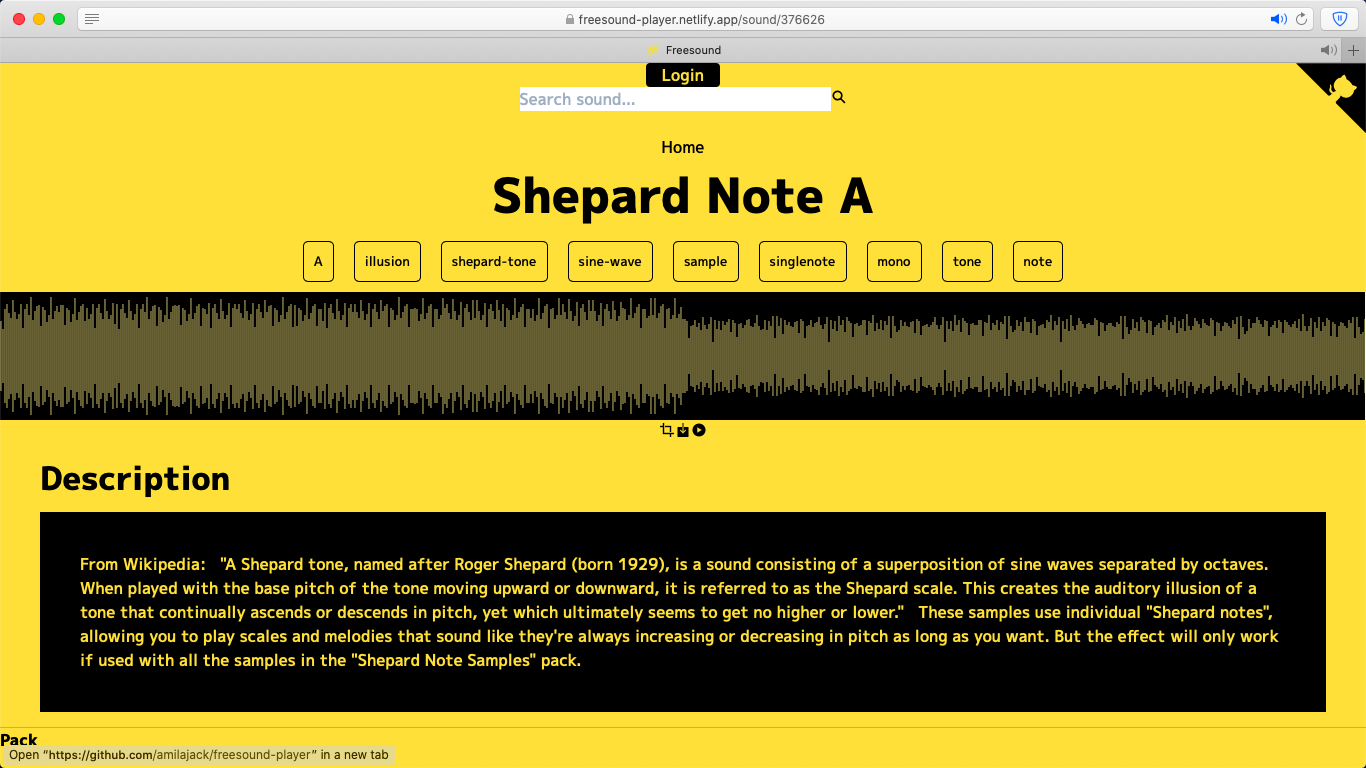 freesound-player.netlify.app/sound/376626
Freesound
Login
Search sound...
Home
Shepard Note A
A illusion shepard-tone sine-wave sample singlenote mono tone note
Description
From Wikipedia: "A Shepard tone, named after Roger Shepard (born 1929), is a sound consisting of a superposition of sine waves separated by octaves.
When played with the base pitch of the tone moving upward or downward, it is referred to as the Shepard scale. This creates the auditory illusion of a
tone that continually ascends or descends in pitch, yet which ultimately seems to get no higher or lower." These samples use individual "Shepard notes",
allowing you to play scales and melodies that sound like they're always increasing or decreasing in pitch as long as you want. But the effect will only work
if used with all the samples in the "Shepard Note Samples" pack.
Pack
Open “https://github.com/amilajack/freesound-player” in a new tab